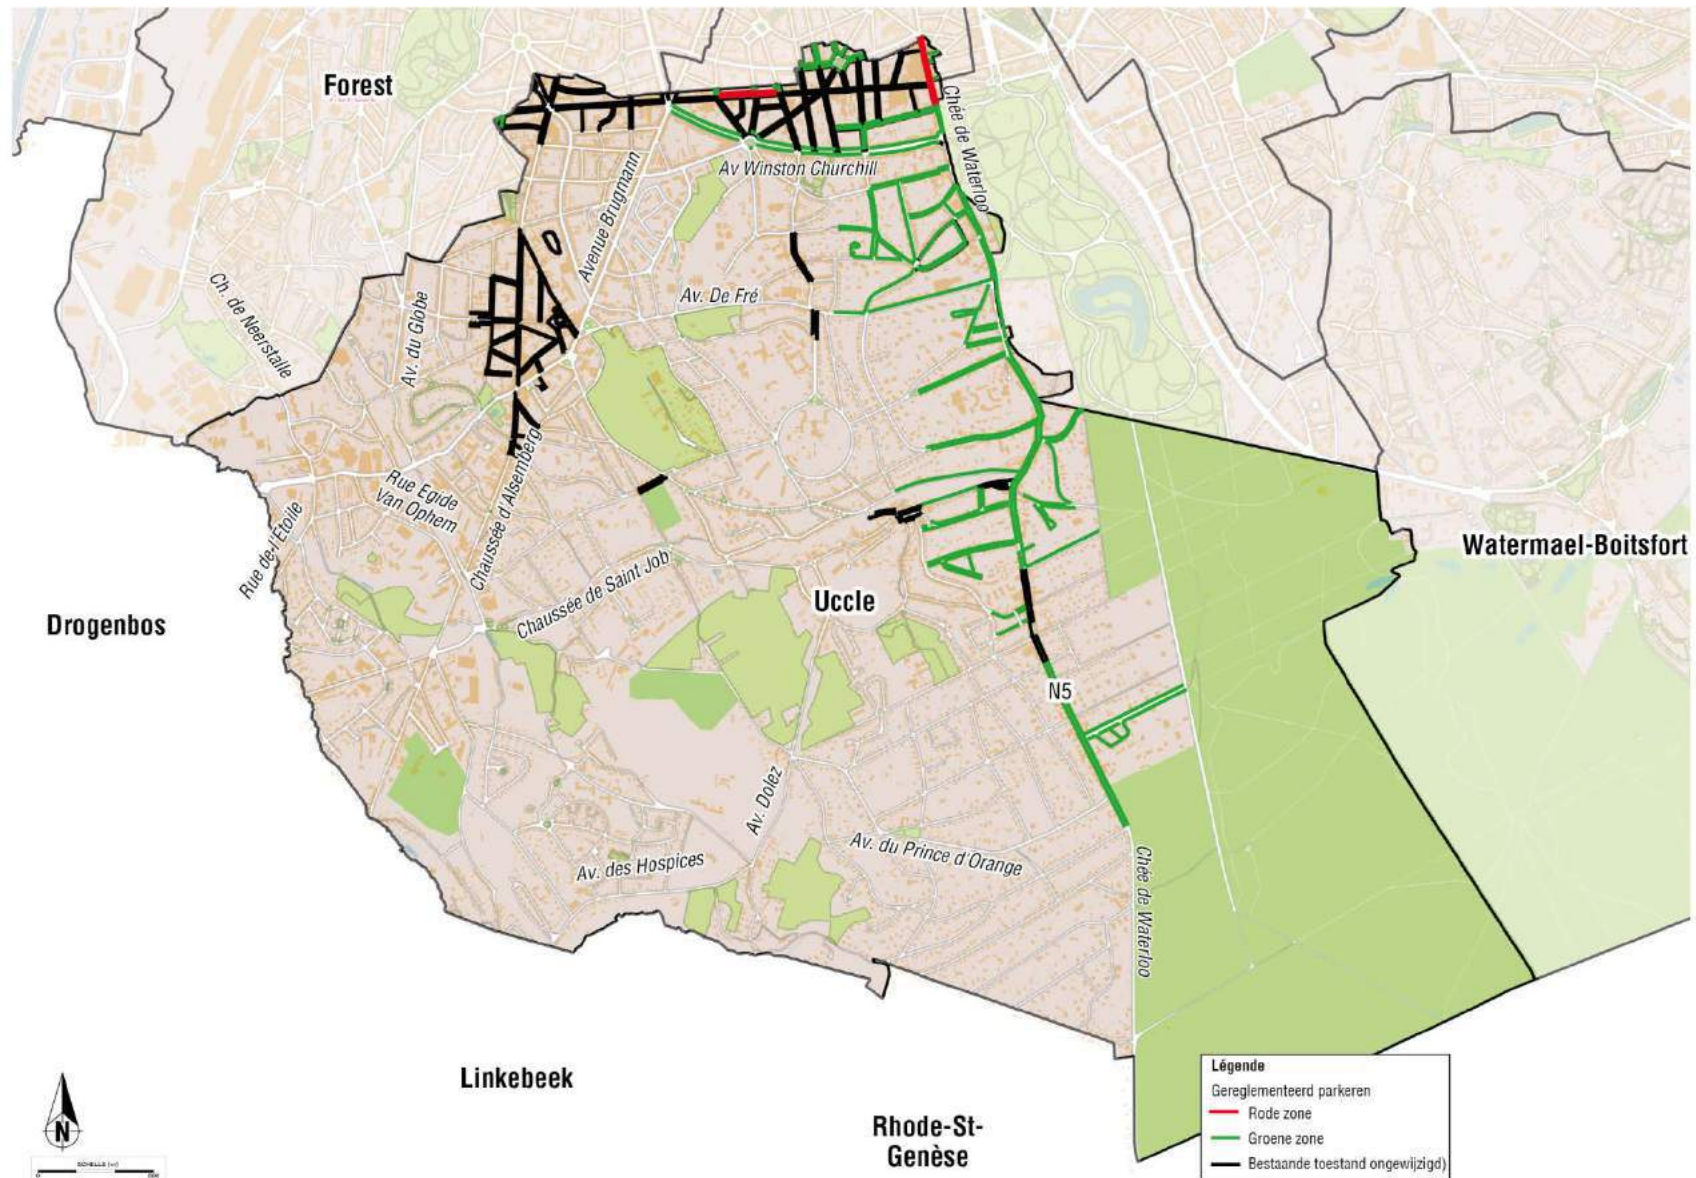 Forest
Chée de Waterloo
Av Winston Churchill
Avenue Brugmann
Av. De Fré
Ch. de Neerstalle
Av. du Globe
Rue Egide
Van Ophem
Chaussée d'Alsemberg
Rue de l'Etoile
Chaussée de Saint Job
Watermael-Boitsfort
Uccle
Drogenbos
N5
Av. Dolez
Av. du Prince d'Orange
Av. des Hospices
Chée de Waterloo
Linkebeek
Rhode-St-
Genèse
N
Légende
Gereglementeerd parkeren
Rode zone
Groene zone
Bestaande toestand ongewijzigd)